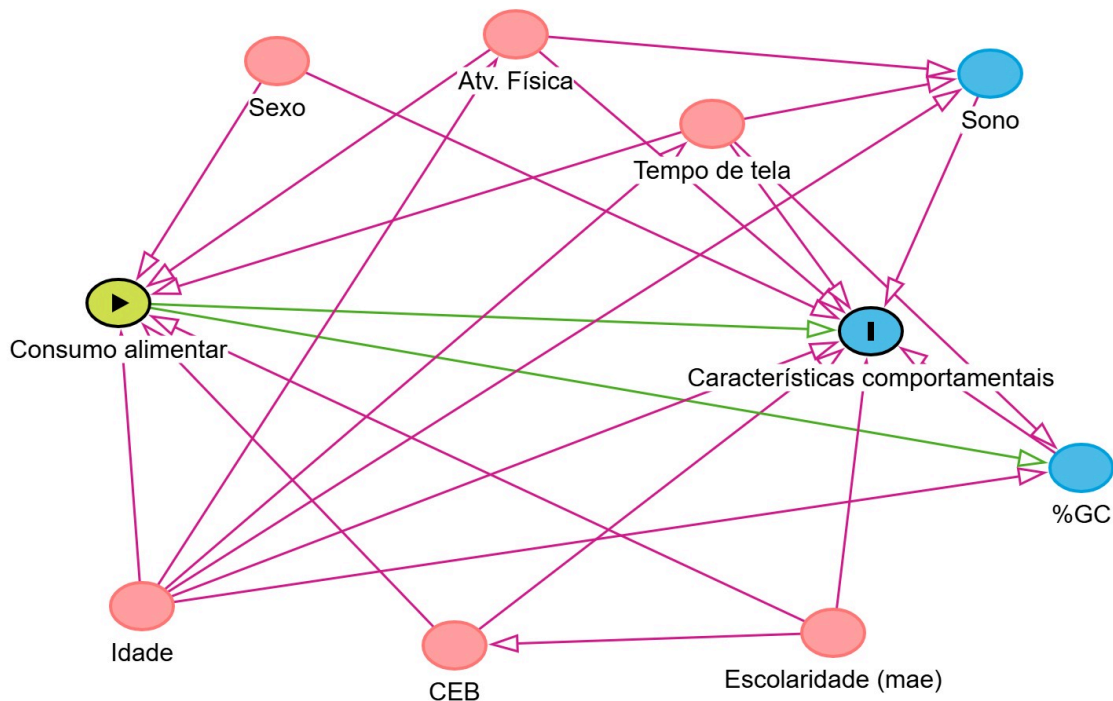 Sexo
Atv. Física
Sono
Tempo de tela
Consumo alimentar
Características comportamentais
%GC
Idade
CEB
Escolaridade (mae)